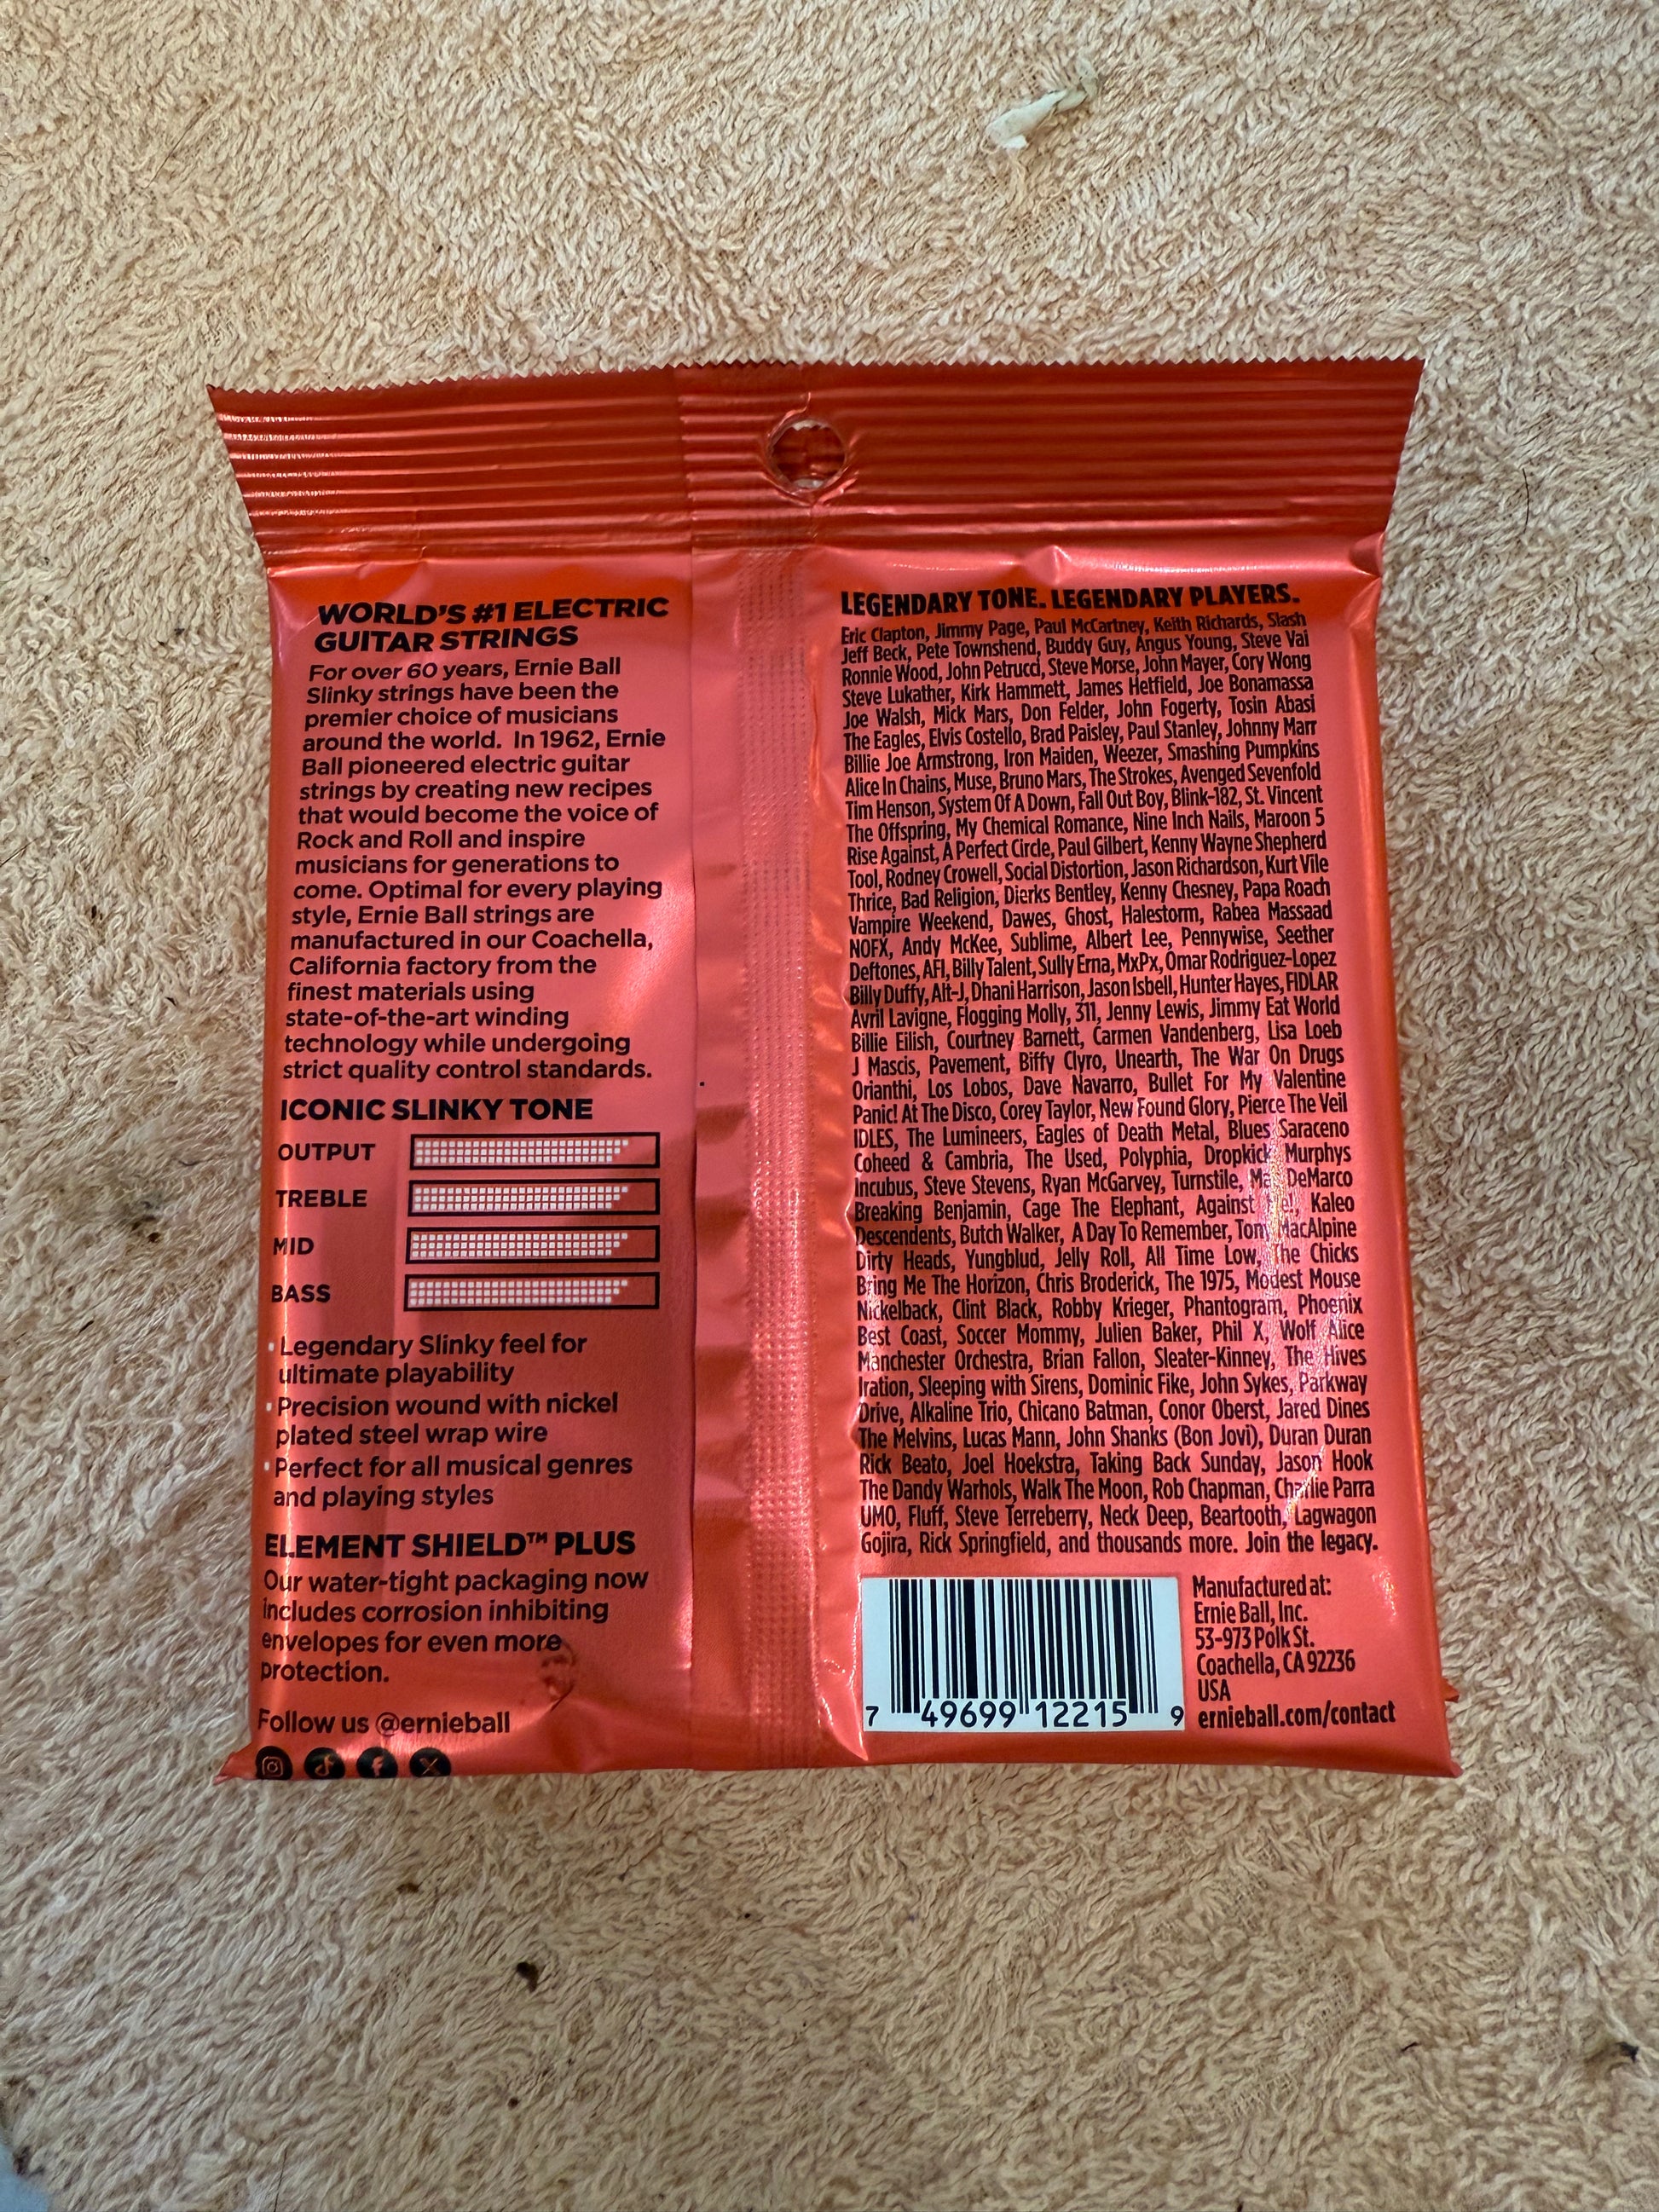 WORLD'S #1 ELECTRIC
GUITAR STRINGS
For over 60 years, Ernie Ball
Slinky strings have been the
premier choice of musicians
around the world. In 1962, Ernie
Ball pioneered electric guitar
strings by creating new recipes
that would become the voice of
Rock and Roll and inspire
musicians for generations to
come. Optimal for every playing
style, Ernie Ball strings are
manufactured in our Coachella,
California factory from the
finest materials using
state-of-the-art winding
technology while undergoing
strict quality control standards.
ICONIC SLINKY TONE
OUTPUT
TREBLE
MID
BASS
· Legendary Slinky feel for
ultimate playability
· Precision wound with nickel
plated steel wrap wire
· Perfect for all musical genres
and playing styles
ELEMENT SHIELD™ PLUS
Our water-tight packaging now
includes corrosion inhibiting
envelopes for even more
protection.
Follow us @ernieball
LEGENDARY TONE. LEGENDARY PLAYERS.
Eric Clapton, Jimmy Page, Paul McCartney, Keith Richards, Slash
Jeff Beck, Pete Townshend, Buddy Guy, Angus Young, Steve Vai
Ronnie Wood, John Petrucci, Steve Morse, John Mayer, Cory Wong
Steve Lukather, Kirk Hammett, James Hetfield, Joe Bonamassa
Joe Walsh, Mick Mars, Don Felder, John Fogerty, Tosin Abasi
The Eagles, Elvis Costello, Brad Paisley, Paul Stanley, Johnny Marr
Billie Joe Armstrong, Iron Maiden, Weezer, Smashing Pumpkins
Alice In Chains, Muse, Bruno Mars, The Strokes, Avenged Sevenfold
Tim Henson, System Of A Down, Fall Out Boy, Blink-182, St. Vincent
The Offspring, My Chemical Romance, Nine Inch Nails, Maroon 5
Rise Against, A Perfect Circle, Paul Gilbert, Kenny Wayne Shepherd
Tool, Rodney Crowell, Social Distortion, Jason Richardson, Kurt Vile
Thrice, Bad Religion, Dierks Bentley, Kenny Chesney, Papa Roach
Vampire Weekend, Dawes, Ghost, Halestorm, Rabea Massaad
NOFX, Andy McKee, Sublime, Albert Lee, Pennywise, Seether
Deftones, AFI, Billy Talent, Sully Erna, MxPx, Omar Rodriguez-Lopez
Billy Duffy, Alt-J, Dhani Harrison, Jason Isbell, Hunter Hayes, FIDLAR
Avril Lavigne, Flogging Molly, 311, Jenny Lewis, Jimmy Eat World
Billie Eilish, Courtney Barnett, Carmen Vandenberg, Lisa Loeb
J Mascis, Pavement, Biffy Clyro, Unearth, The War On Drugs
Orianthi, Los Lobos, Dave Navarro, Bullet For My Valentine
Panic! At The Disco, Corey Taylor, New Found Glory, Pierce The Veil
IDLES, The Lumineers, Eagles of Death Metal, Blues Saraceno
Coheed & Cambria, The Used, Polyphia, Dropkick Murphys
Incubus, Steve Stevens, Ryan McGarvey, Turnstile, DeMarco
Breaking Benjamin, Cage The Elephant, Against Kaleo
Descendents, Butch Walker, A Day To Remember, Tony MacAlpine
Dirty Heads, Yungblud, Jelly Roll, All Time Low, The Chicks
Bring Me The Horizon, Chris Broderick, The 1975, Modest Mouse
Nickelback, Clint Black, Robby Krieger, Phantogram, Phoenix
Best Coast, Soccer Mommy, Julien Baker, Phil X, Wolf Alice
Manchester Orchestra, Brian Fallon, Sleater-Kinney, The Hives
Iration, Sleeping with Sirens, Dominic Fike, John Sykes, Parkway
Drive, Alkaline Trio, Chicano Batman, Conor Oberst, Jared Dines
The Melvins, Lucas Mann, John Shanks (Bon Jovi), Duran Duran
Rick Beato, Joel Hoekstra, Taking Back Sunday, Jason Hook
The Dandy Warhols, Walk The Moon, Rob Chapman, Charlie Parra
UMO, Fluff, Steve Terreberry, Neck Deep, Beartooth, Lagwagon
Gojira, Rick Springfield, and thousands more. Join the legacy.
7 49699 12215 9
Manufactured at:
Ernie Ball, Inc.
53-973 Polk St.
Coachella, CA 92236
USA
ernieball.com/contact